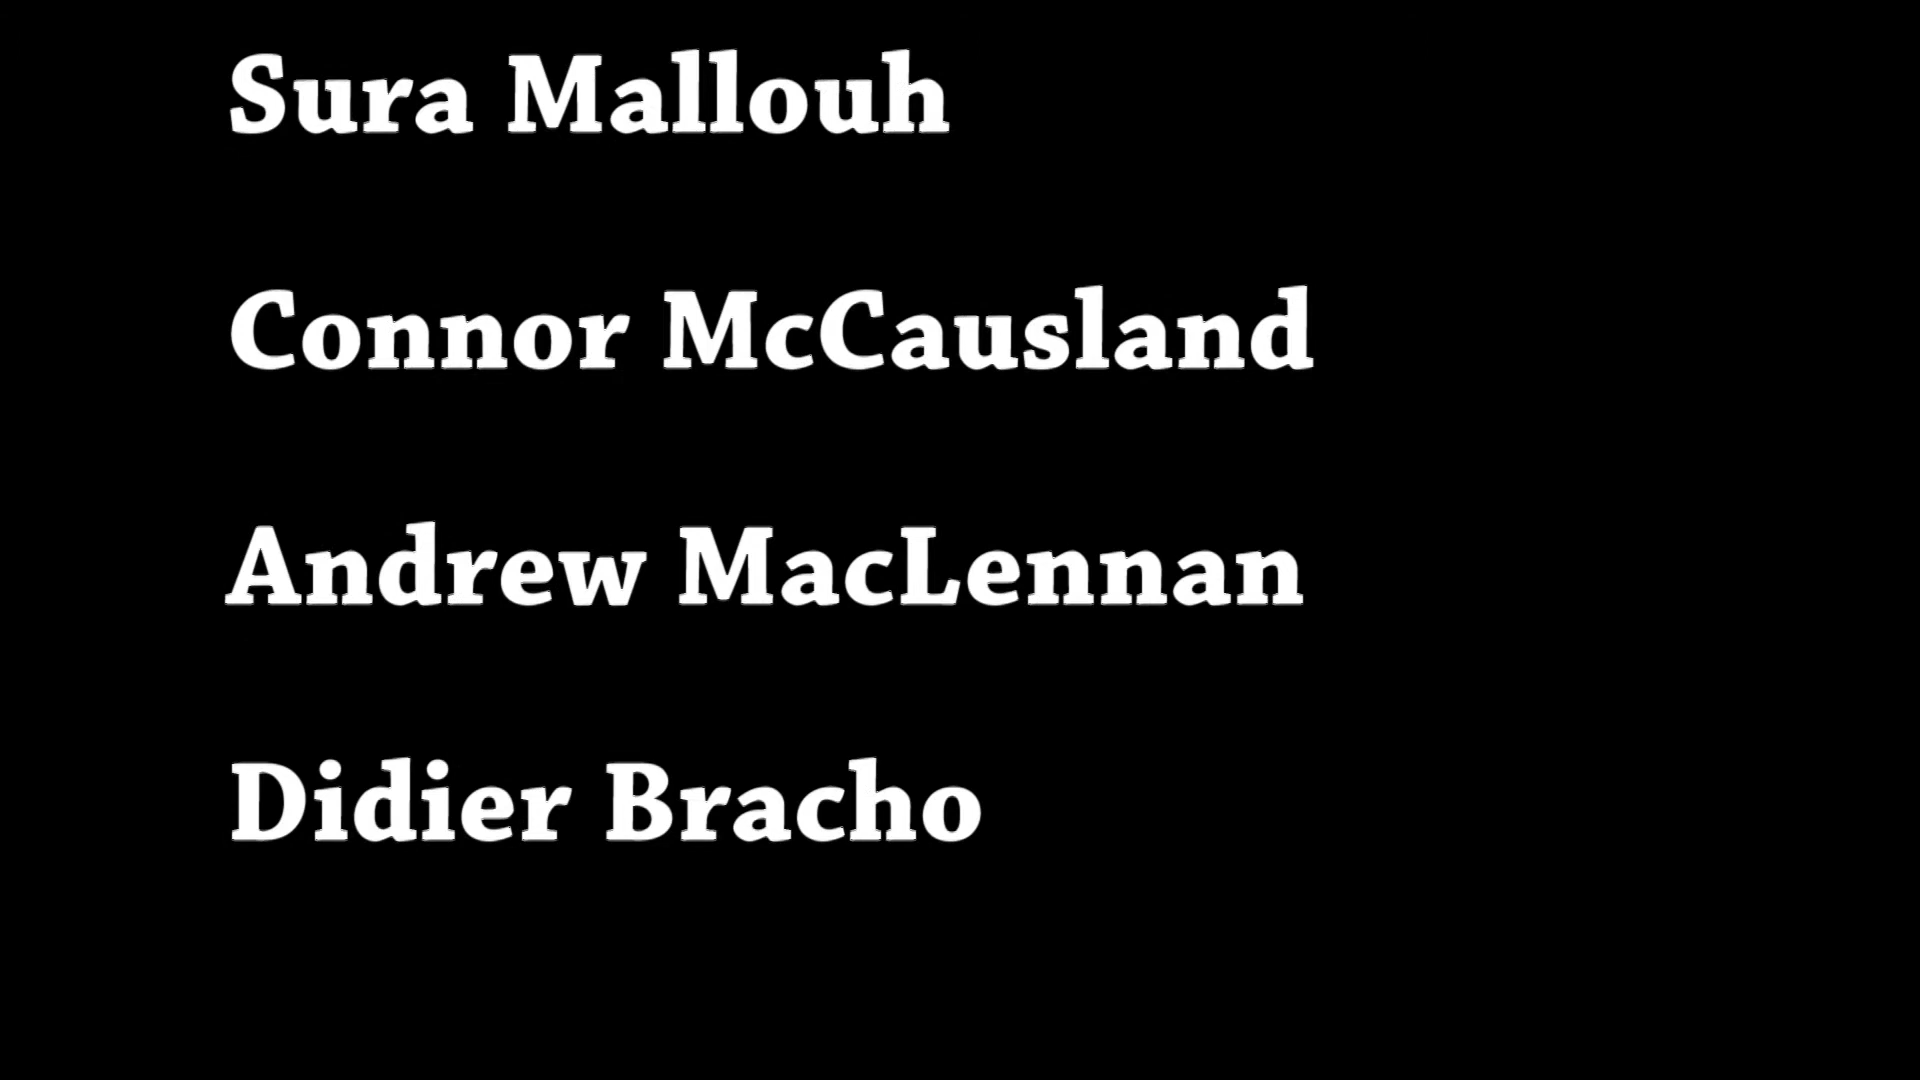 Sura Mallouh
Connor McCausland
Andrew MacLennan
Didier Bracho